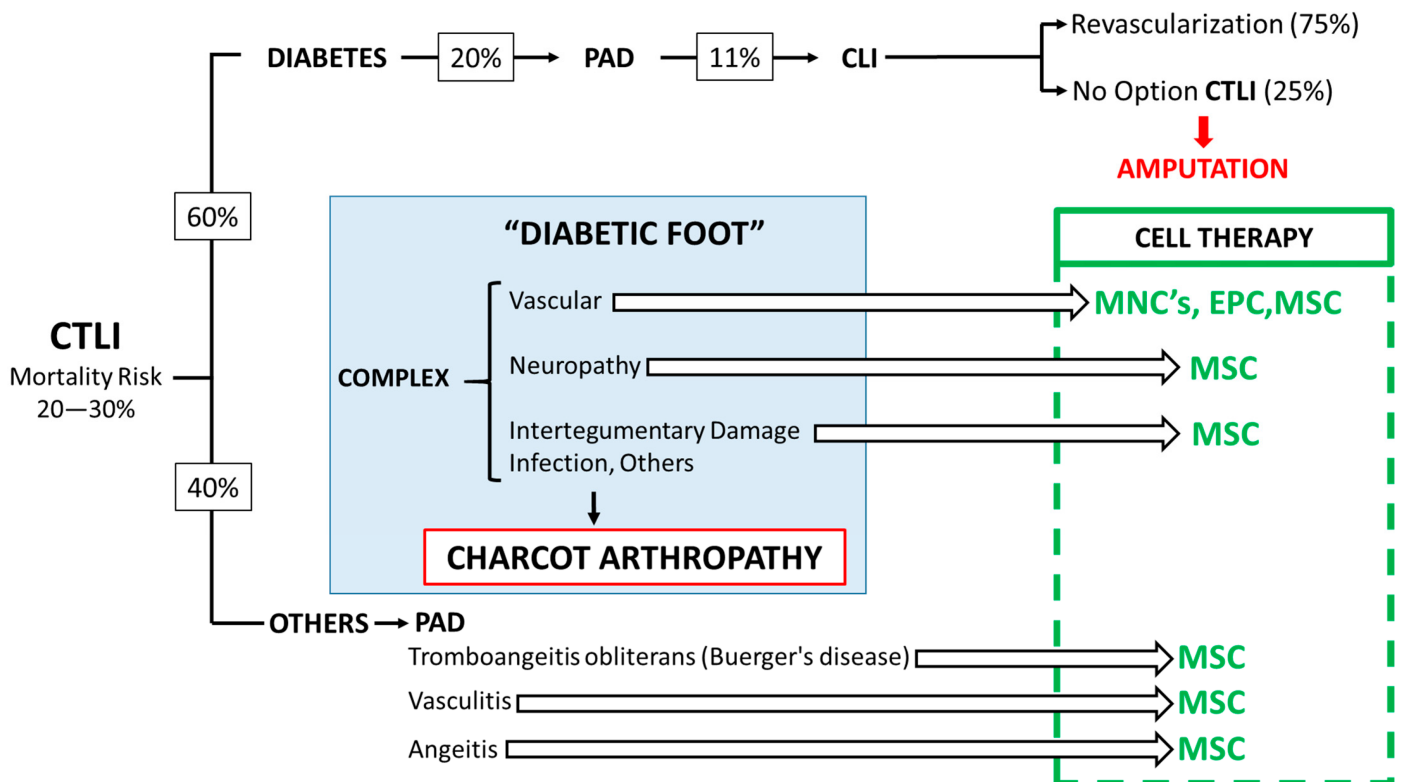 DIABETES
20%
PAD
11%
CLI
Revascularization (75%)
No Option CTLI (25%)
AMPUTATION
60%
"DIABETIC FOOT"
CELL THERAPY
Vascular
MNC's, EPC,MSC
CTLI
Mortality Risk
20—30%
COMPLEX
Neuropathy
MSC
Intertegumentary Damage
Infection, Others
MSC
40%
CHARCOT ARTHROPATHY
OTHERS
PAD
Tromboangeitis obliterans (Buerger's disease)
MSC
Vasculitis
MSC
Angeitis
MSC